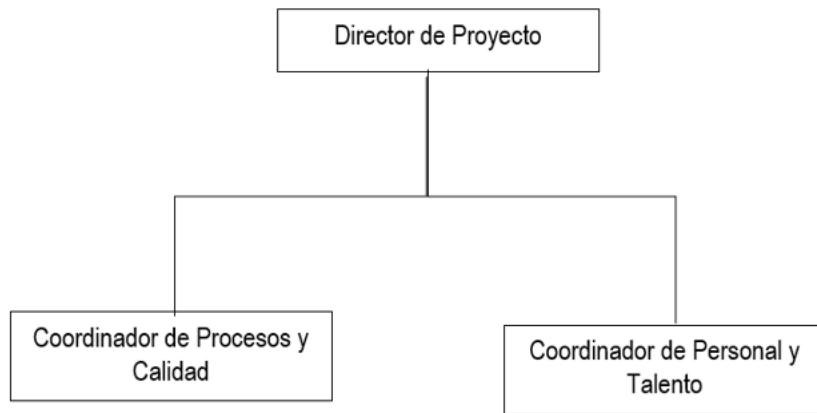 Director de Proyecto
Coordinador de Procesos y
Calidad
Coordinador de Personal y
Talento